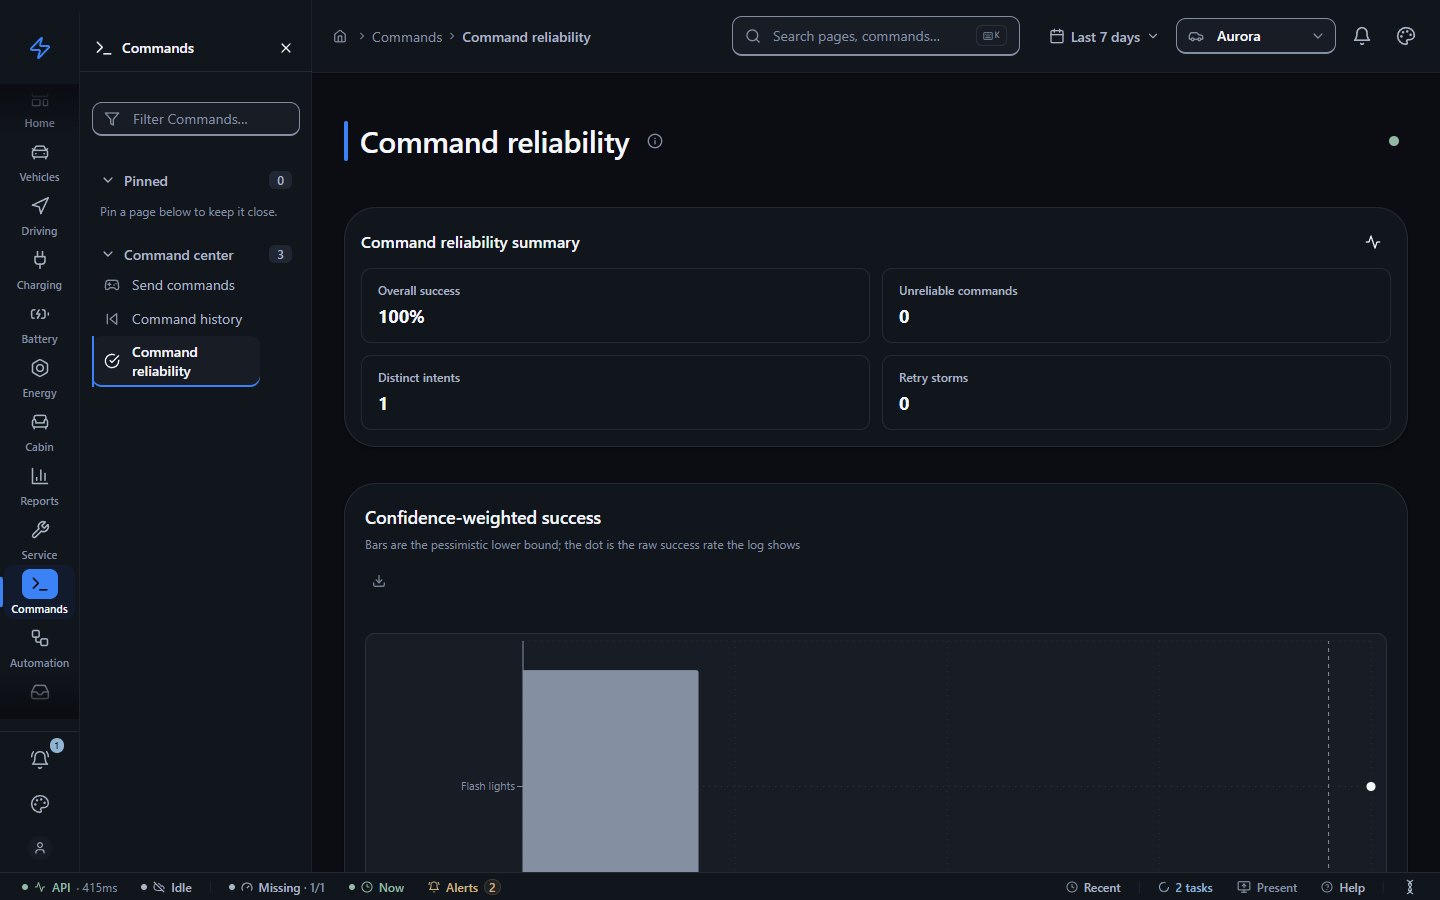 Commands
Commands
Command reliability
Search pages, commands...
K
Last 7 days
Aurora
Home
Vehicles
Driving
Charging
Battery
Energy
Cabin
Reports
Service
Commands
Automation
1
Filter Commands...
Pinned
0
Pin a page below to keep it close.
Command center
3
Send commands
Command history
Command
reliability
Command reliability
Command reliability summary
Overall success
100%
Unreliable commands
0
Distinct intents
1
Retry storms
0
Confidence-weighted success
Bars are the pessimistic lower bound; the dot is the raw success rate the log shows
Flash lights
API · 415ms
Idle
Missing · 1/1
Now
Alerts 2
Recent
2 tasks
Present
Help